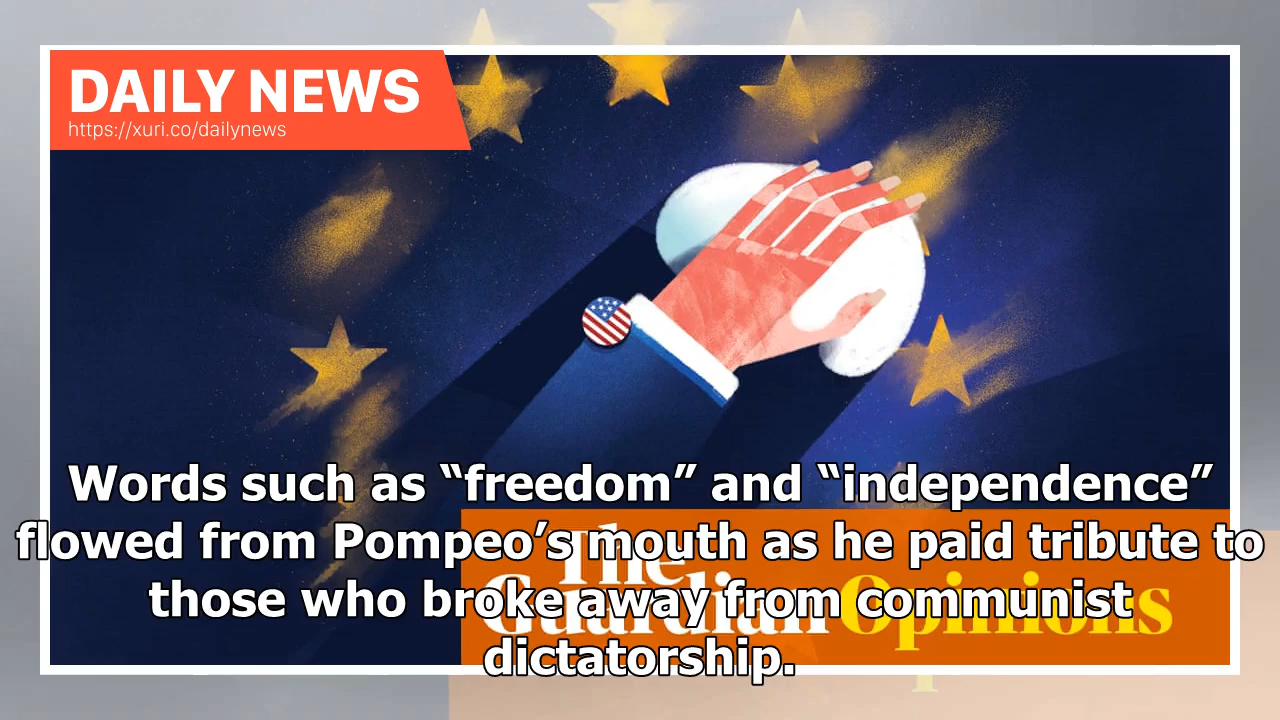 DAILY NEWS
https://xuri.co/dailynews
Words such as “freedom” and “independence”
flowed from Pompeo’s mouth as he paid tribute to
those who broke away from communist
dictatorship.
The
Guardian Opinions